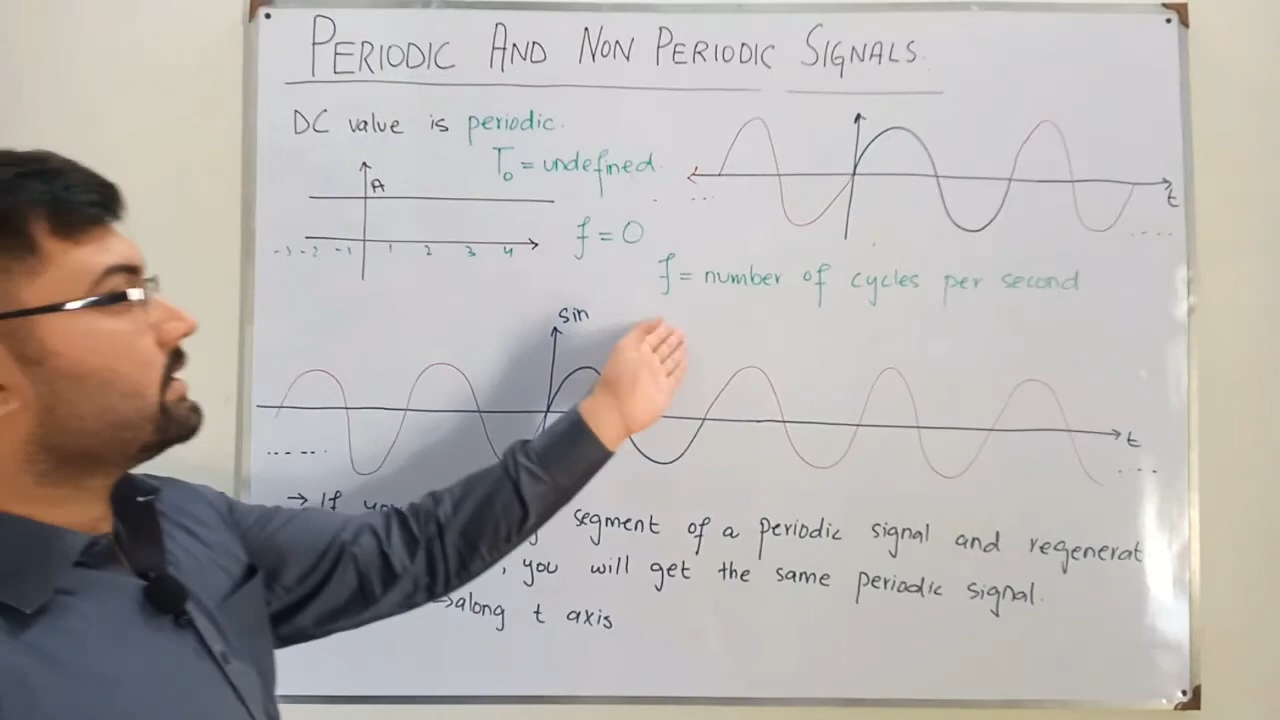 PERIODIC AND NON PERIODIC SIGNALS.
DC value is periodic.
T₀ = undefined.
A
-3 -2 -1 1 2 3 4
f = 0
t
f = number of cycles per second
sin
t
→ If
segment of a periodic signal and regenerat
, you will get the same periodic signal.
→along t axis